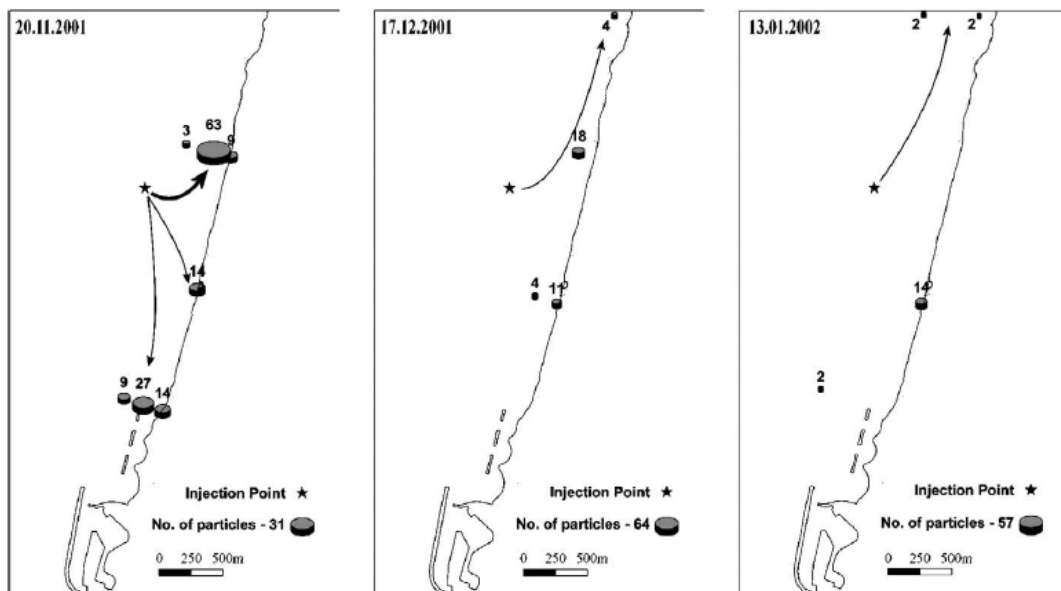 20.11.2001
3
63
9
14
9
27
14
Injection Point
No. of particles - 31
0 250 500m
17.12.2001
4
18
4
11
Injection Point
No. of particles - 64
0 250 500m
13.01.2002
2
2
14
2
Injection Point
No. of particles - 57
0 250 500m